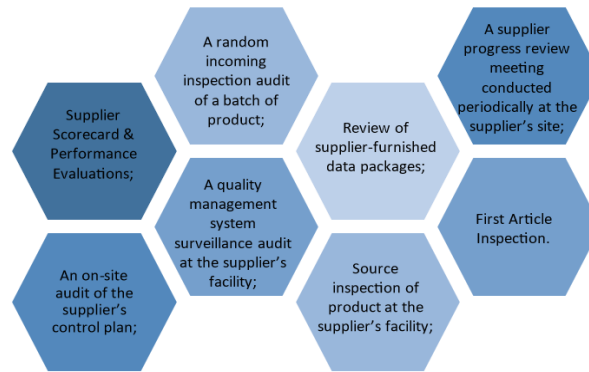 Supplier
Scorecard &
Performance
Evaluations;
A random
incoming
inspection audit
of a batch of
product;
Review of
supplier-furnished
data packages;
A supplier
progress review
meeting
conducted
periodically at the
supplier's site;
An on-site
audit of the
supplier's
control plan;
A quality
management
system
surveillance audit
at the supplier's
facility;
Source
inspection of
product at the
supplier's facility;
First Article
Inspection.